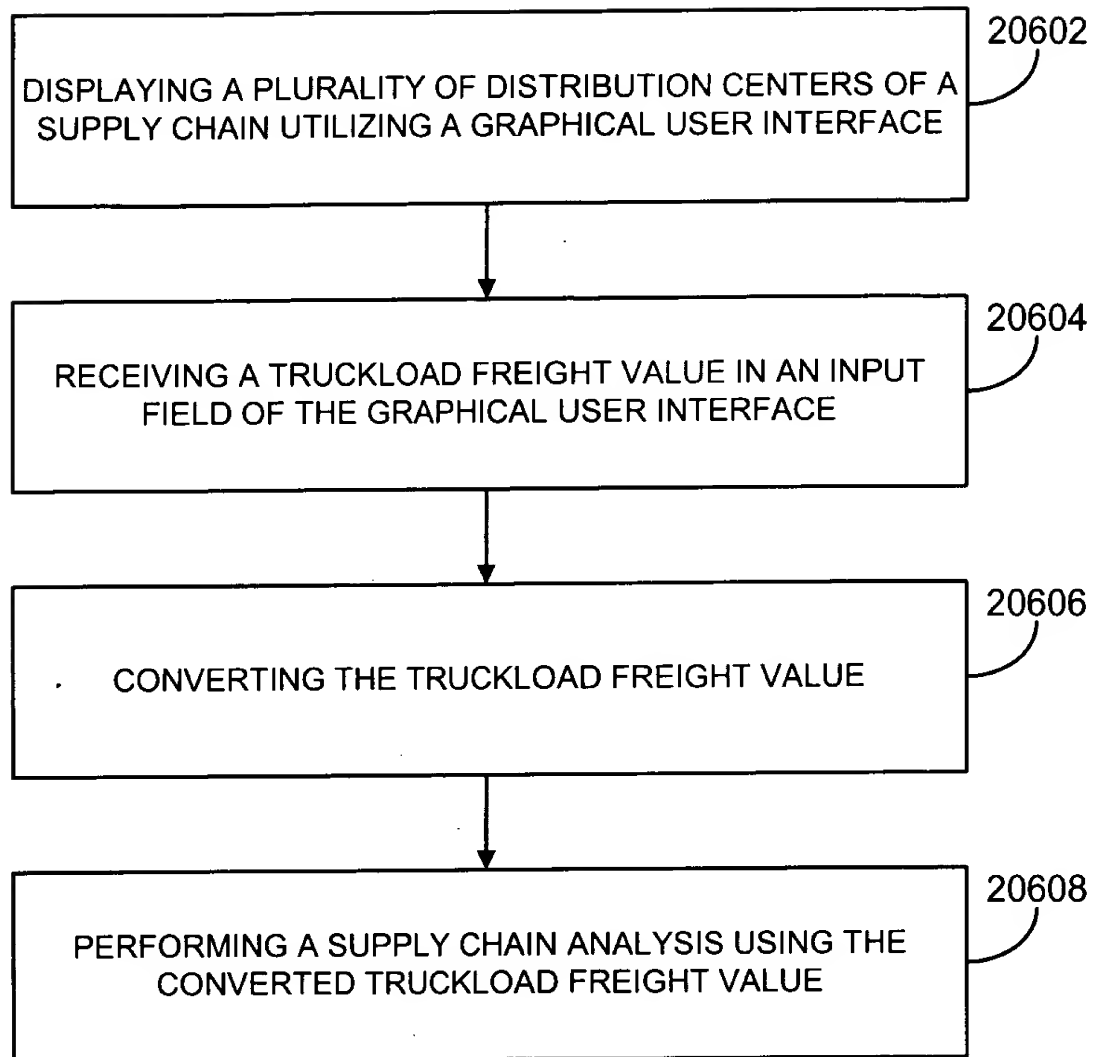 20602
DISPLAYING A PLURALITY OF DISTRIBUTION CENTERS OF A
SUPPLY CHAIN UTILIZING A GRAPHICAL USER INTERFACE
20604
RECEIVING A TRUCKLOAD FREIGHT VALUE IN AN INPUT
FIELD OF THE GRAPHICAL USER INTERFACE
20606
CONVERTING THE TRUCKLOAD FREIGHT VALUE
20608
PERFORMING A SUPPLY CHAIN ANALYSIS USING THE
CONVERTED TRUCKLOAD FREIGHT VALUE